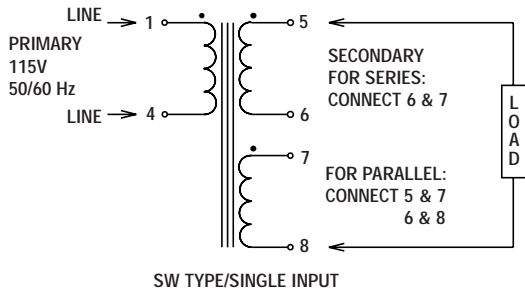 LINE
1
5
PRIMARY
115V
50/60 Hz
SECONDARY
FOR SERIES:
CONNECT 6 & 7
LINE
4
6
LOAD
7
FOR PARALLEL:
CONNECT 5 & 7
6 & 8
8
SW TYPE/SINGLE INPUT